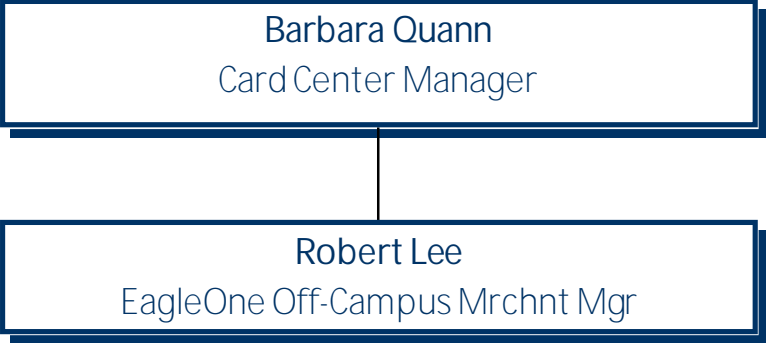 Barbara Quann
Card Center Manager
Robert Lee
EagleOne Off-Campus Mrchnt Mgr